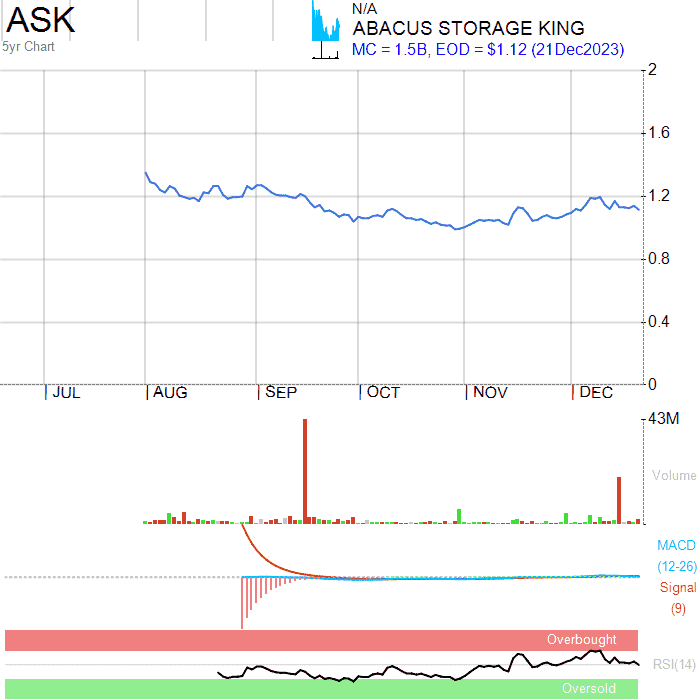 ASK
5yr Chart
N/A
ABACUS STORAGE KING
MC = 1.5B, EOD = $1.12 (21Dec2023)
2
1.6
1.2
0.8
0.4
0
JUL AUG SEP OCT NOV DEC
43M
Volume
MACD
(12-26)
Signal
(9)
Overbought
RSI(14)
Oversold